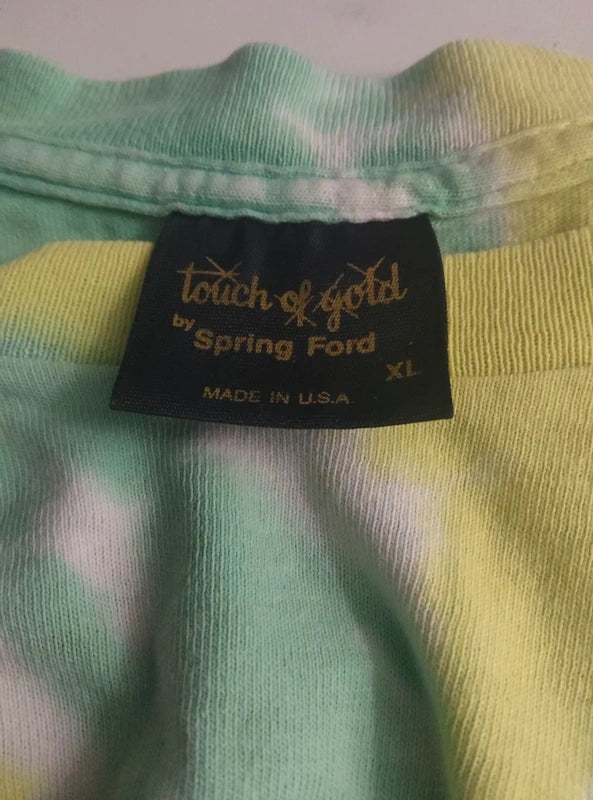 touch of gold
by
Spring Ford
XL
MADE IN U.S.A